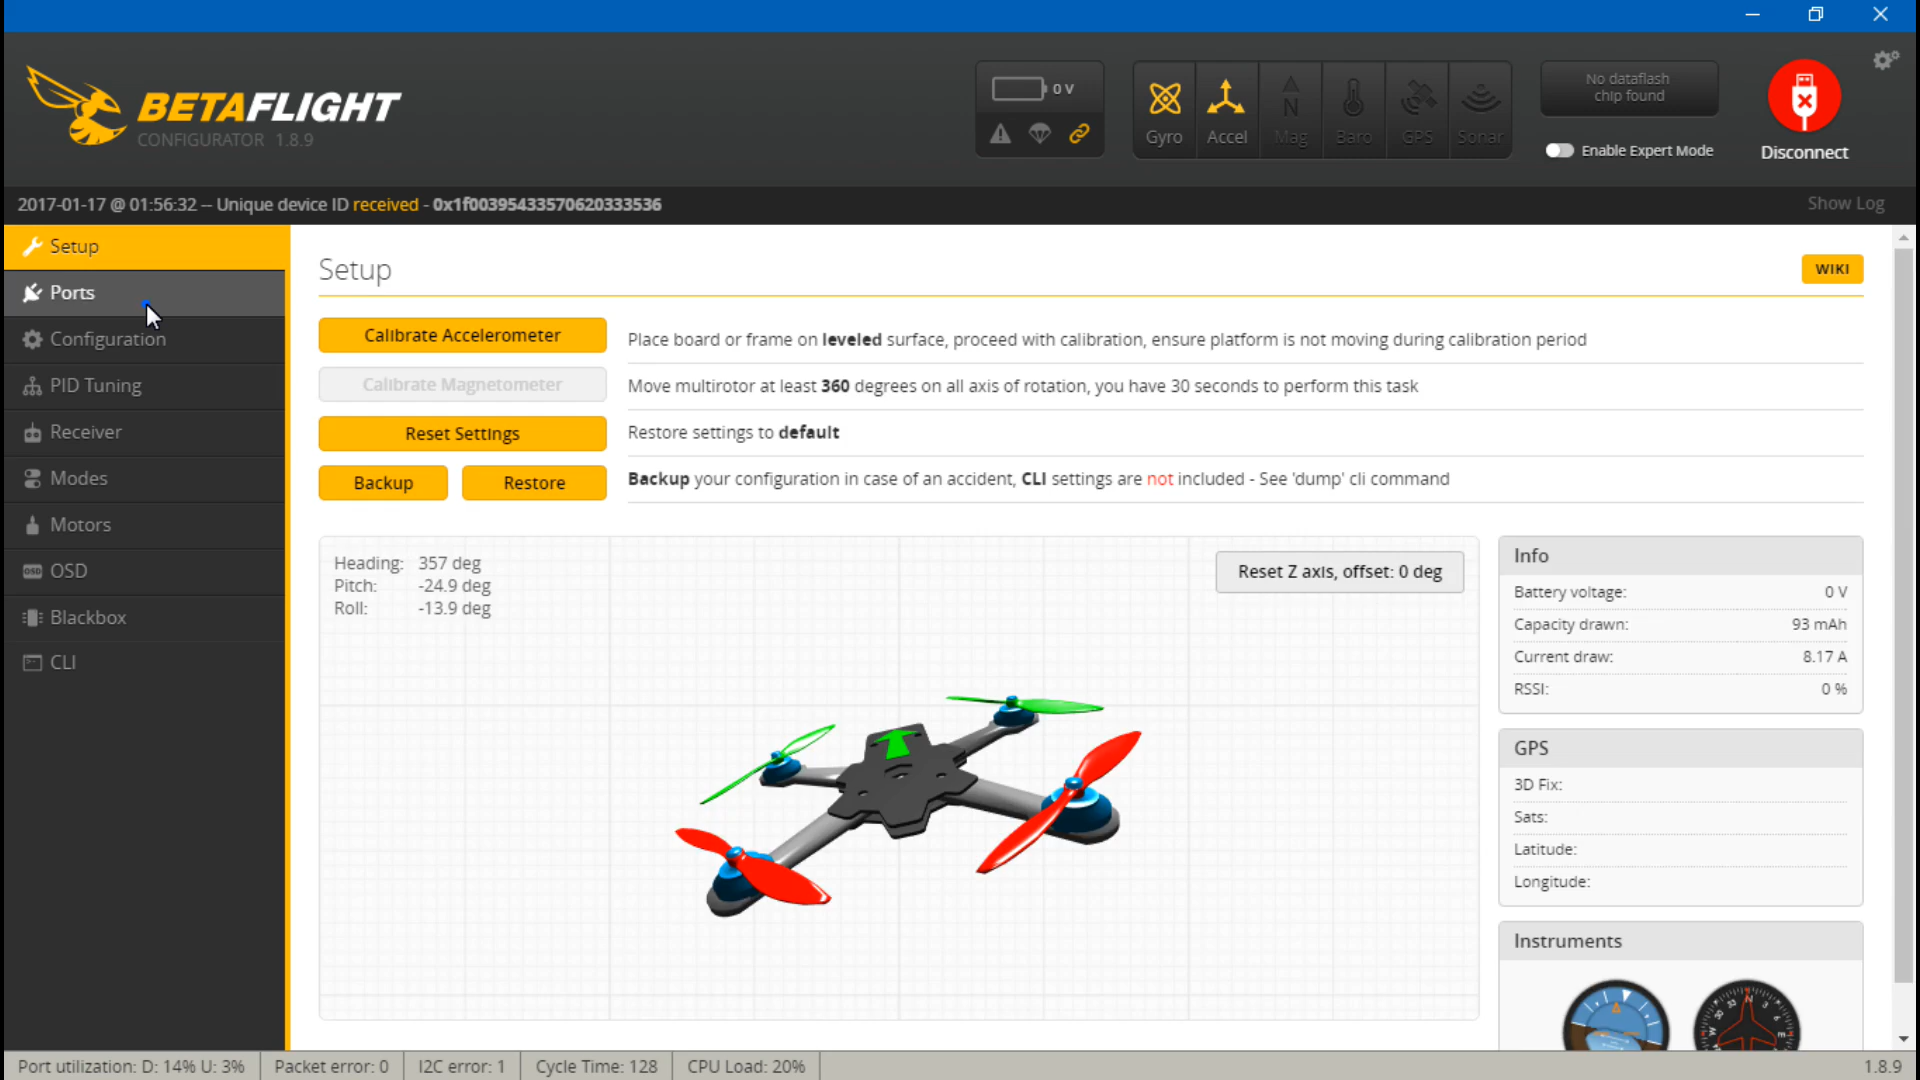 BETAFLIGHT
CONFIGURATOR 1.8.9
0 V
Gyro
Accel
Mag
Baro
GPS
Sonar
No dataflash
chip found
Enable Expert Mode
Disconnect
2017-01-17 @ 01:56:32 -- Unique device ID received - 0x1f00395433570620333536
Show Log
Setup
Ports
Configuration
PID Tuning
Receiver
Modes
Motors
OSD
OSD
Blackbox
CLI
Setup
WIKI
Calibrate Accelerometer
Place board or frame on leveled surface, proceed with calibration, ensure platform is not moving during calibration period
Calibrate Magnetometer
Move multirotor at least 360 degrees on all axis of rotation, you have 30 seconds to perform this task
Reset Settings
Restore settings to default
Backup
Restore
Backup your configuration in case of an accident, CLI settings are not included - See 'dump' cli command
Heading: 357 deg
Pitch: -24.9 deg
Roll: -13.9 deg
Reset Z axis, offset: 0 deg
Info
Battery voltage: 0 V
Capacity drawn: 93 mAh
Current draw: 8.17 A
RSSI: 0 %
GPS
3D Fix:
Sats:
Latitude:
Longitude:
Instruments
N
33
3
30
6
W
E
Port utilization: D: 14% U: 3%
Packet error: 0
I2C error: 1
Cycle Time: 128
CPU Load: 20%
1.8.9